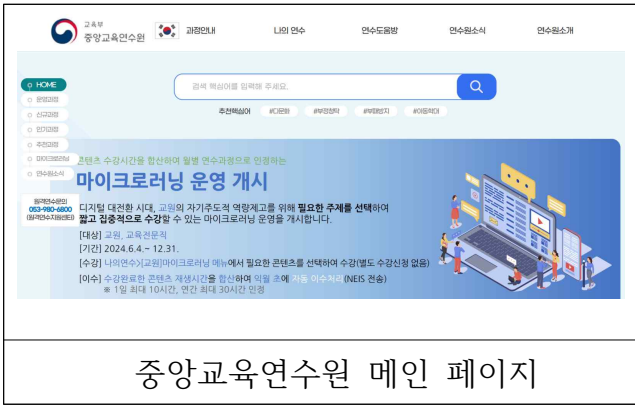 교육부
중앙교육연수원
과정안내 나의 연수 연수도움방 연수원소식 연수원소개
검색 핵심어를 입력해 주세요.
추천핵심어 #다문화 #부정청탁 #부패방지 #아동학대
HOME
운영과정
신규과정
인기과정
추천과정
마이크로러닝
연수원소식
원격연수문의
053-980-6800
(원격연수지원센터)
콘텐츠 수강시간을 합산하여 월별 연수과정으로 인정하는
마이크로러닝 운영 개시
디지털 대전환 시대, 교원의 자기주도적 역량제고를 위해 필요한 주제를 선택하여
짧고 집중적으로 수강할 수 있는 마이크로러닝 운영을 개시합니다.
[대상] 교원, 교육전문직
[기간] 2024.6.4.~ 12.31.
[수강] 나의연수>[교원]마이크로러닝 메뉴에서 필요한 콘텐츠를 선택하여 수강(별도 수강신청 없음)
[이수] 수강완료한 콘텐츠 재생시간을 합산하여 익월 초에 자동 이수처리(NEIS 전송)
※ 1일 최대 10시간, 연간 최대 30시간 인정
중앙교육연수원 메인 페이지